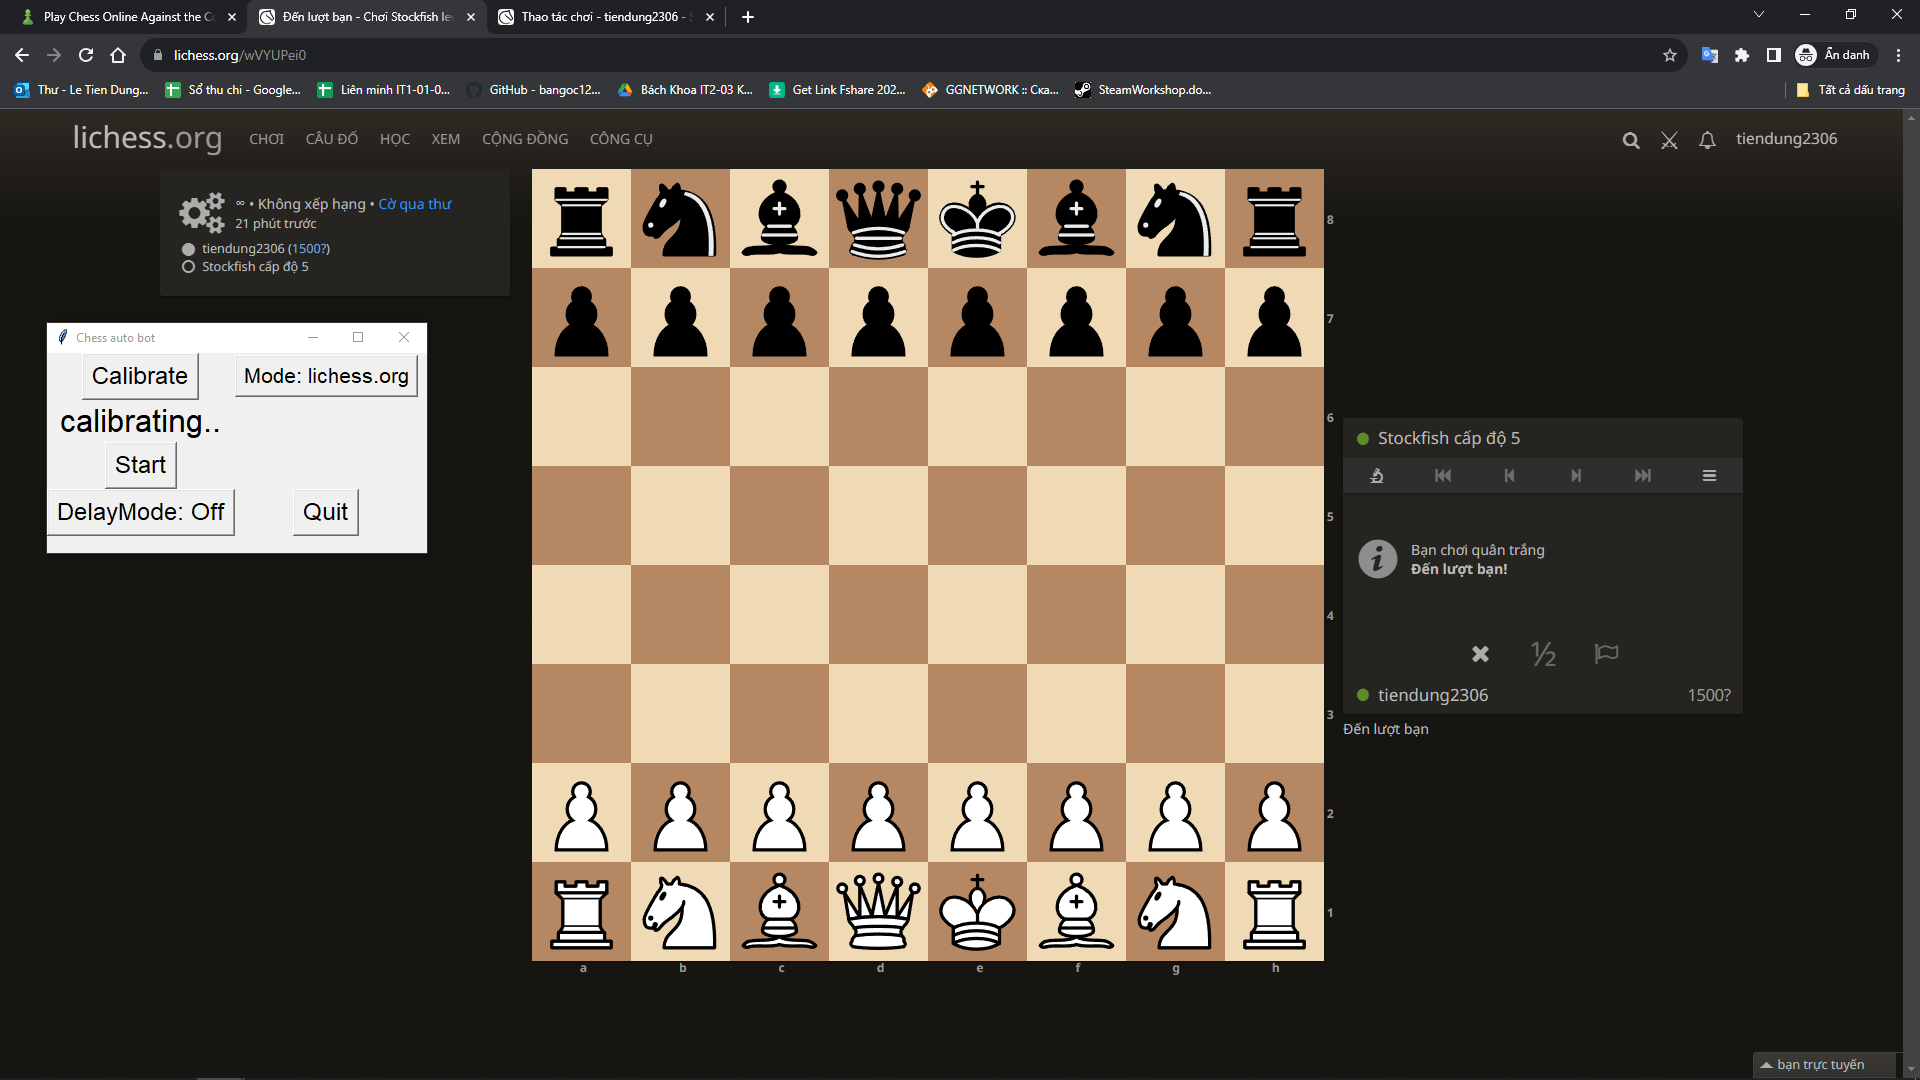 Play Chess Online Against the Co
Đến lượt bạn - Chơi Stockfish lev
Thao tác chơi - tiendung2306 - S
lichess.org/wVYUPei0
Ẩn danh
Thư - Le Tien Dung...
Sổ thu chi - Google...
Liên minh IT1-01-0...
GitHub - bangoc12...
Bách Khoa IT2-03 K...
Get Link Fshare 202...
GGNETWORK :: Ска...
SteamWorkshop.do...
Tất cả dấu trang
lichess.org
CHƠI
CÂU ĐỐ
HỌC
XEM
CỘNG ĐỒNG
CÔNG CỤ
tiendung2306
∞ • Không xếp hạng • Cờ qua thư
21 phút trước
tiendung2306 (1500?)
Stockfish cấp độ 5
Chess auto bot
Calibrate
Mode: lichess.org
calibrating..
Start
DelayMode: Off
Quit
8
7
6
5
4
3
2
1
a b c d e f g h
Stockfish cấp độ 5
Bạn chơi quân trắng
Đến lượt bạn!
½
tiendung2306 1500?
Đến lượt bạn
bạn trực tuyến